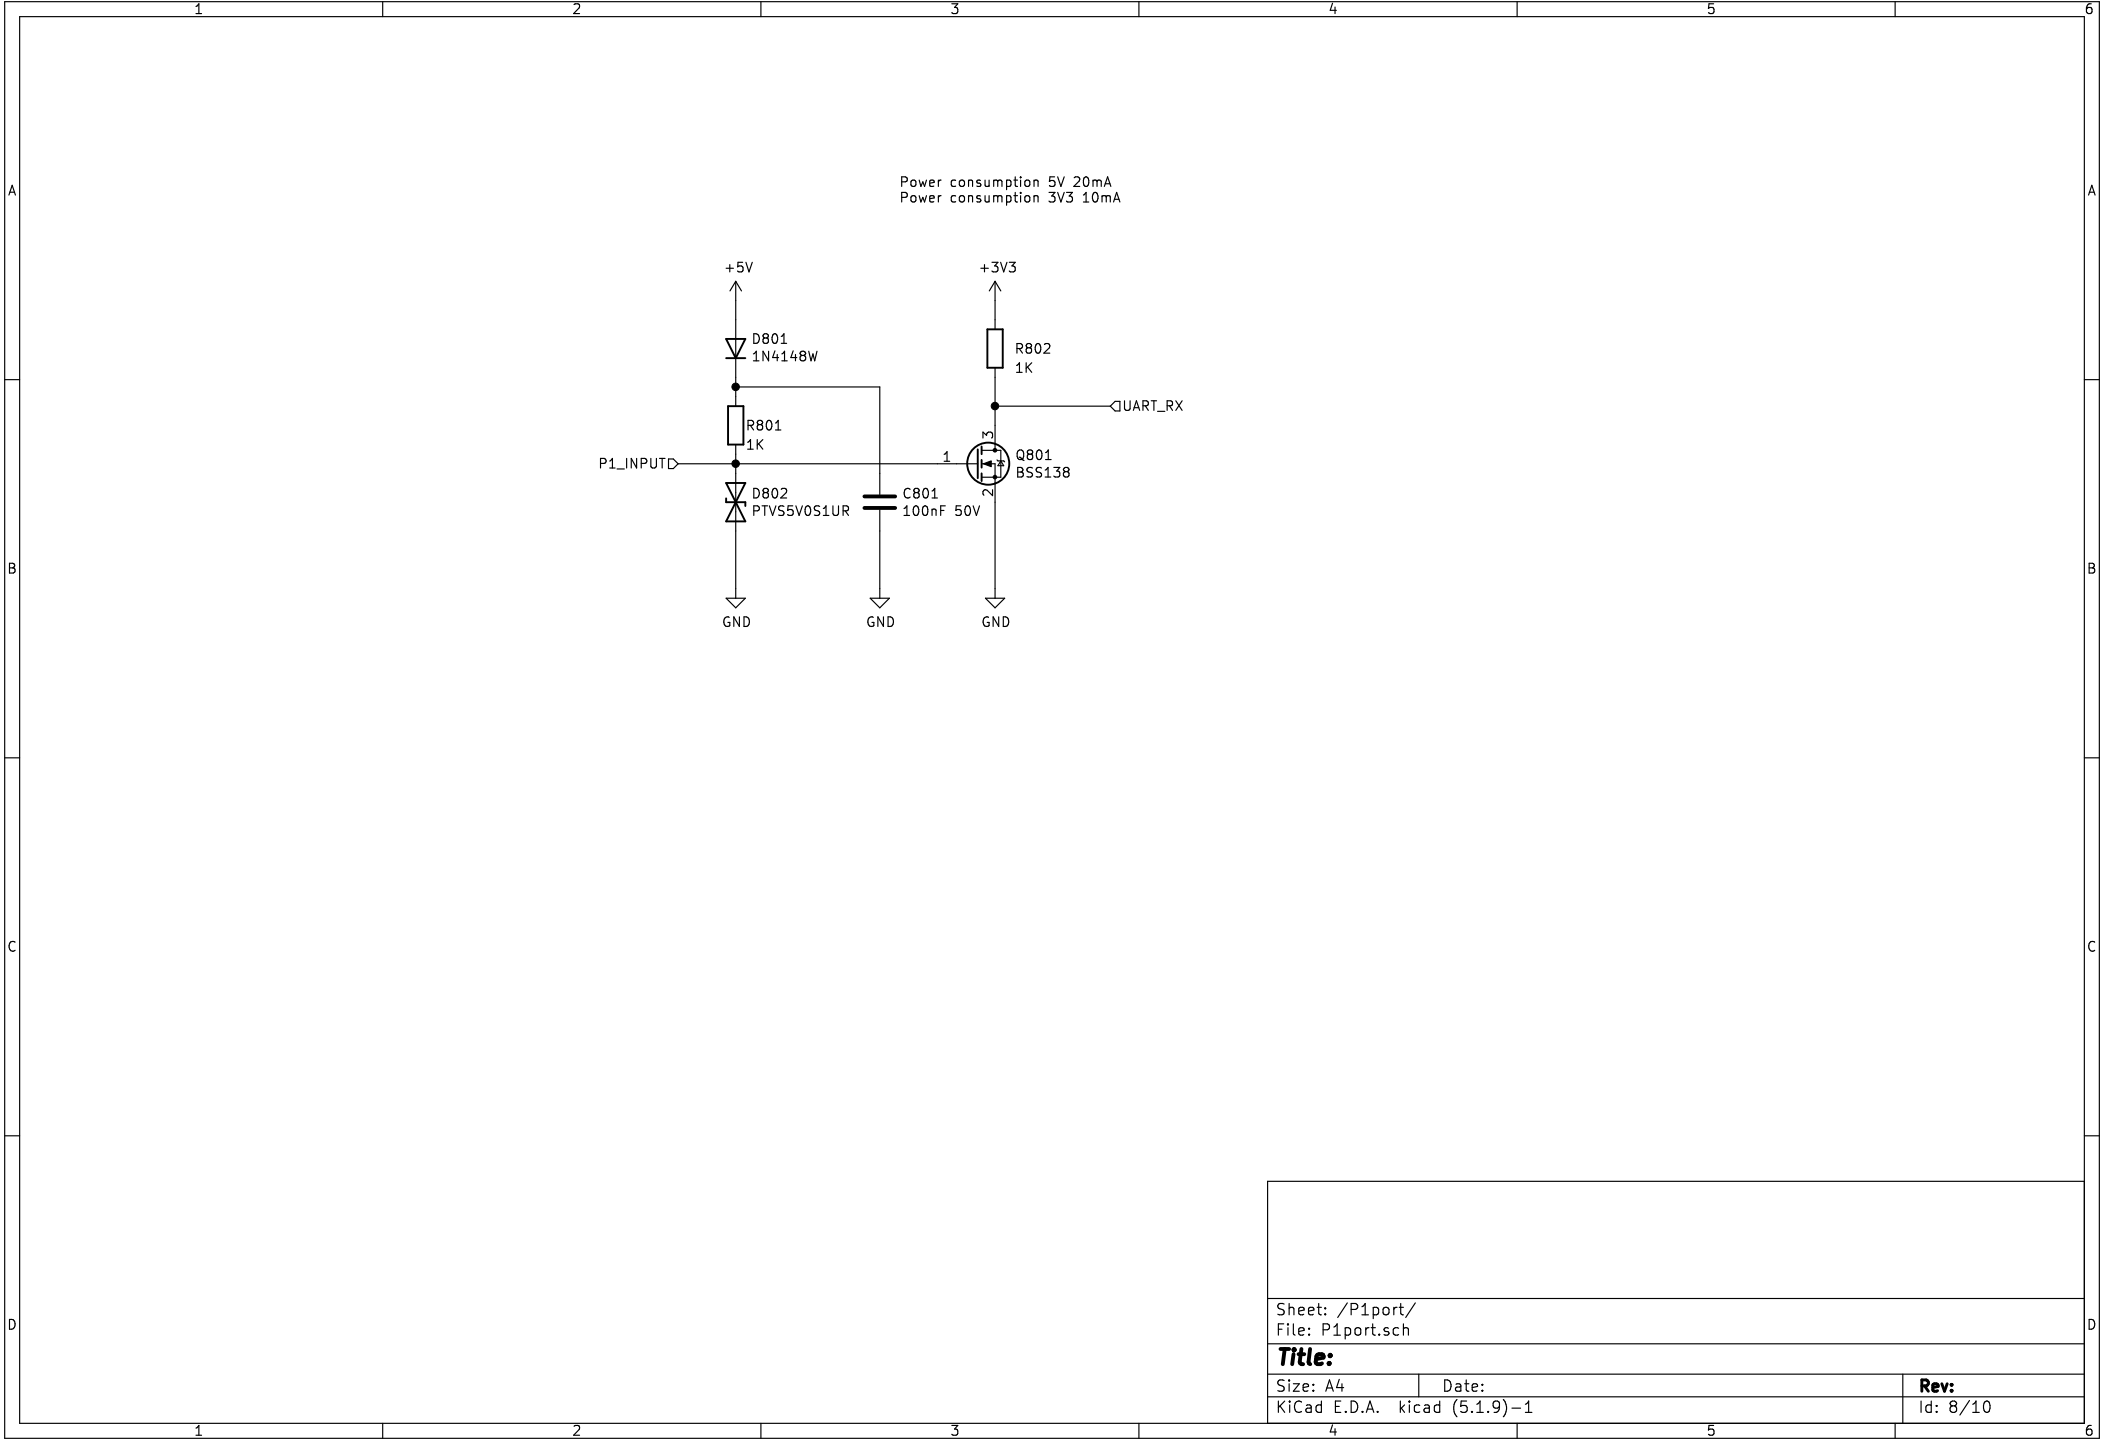 1 2 3 4 5 6
A A
Power consumption 5V 20mA
Power consumption 3V3 10mA
+5V
+3V3
D801
1N4148W
R802
1K
UART_RX
R801
1K
P1_INPUT
1
3
2
Q801
BSS138
D802
PTVS5V0S1UR
C801
100nF 50V
GND GND GND
B B
C C
D D
Sheet: /P1port/
File: P1port.sch
Title:
Size: A4 Date: Rev:
KiCad E.D.A. kicad (5.1.9)-1 Id: 8/10
1 2 3 4 5 6